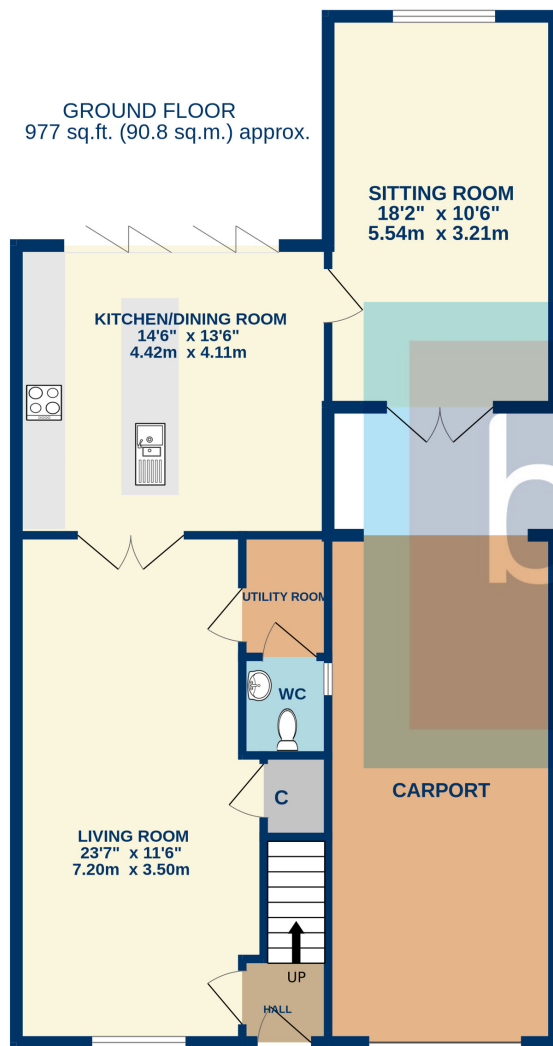 GROUND FLOOR
977 sq.ft. (90.8 sq.m.) approx.
SITTING ROOM
18'2" x 10'6"
5.54m x 3.21m
KITCHEN/DINING ROOM
14'6" x 13'6"
4.42m x 4.11m
UTILITY ROOM
WC
b
CARPORT
C
LIVING ROOM
23'7" x 11'6"
7.20m x 3.50m
UP
HALL